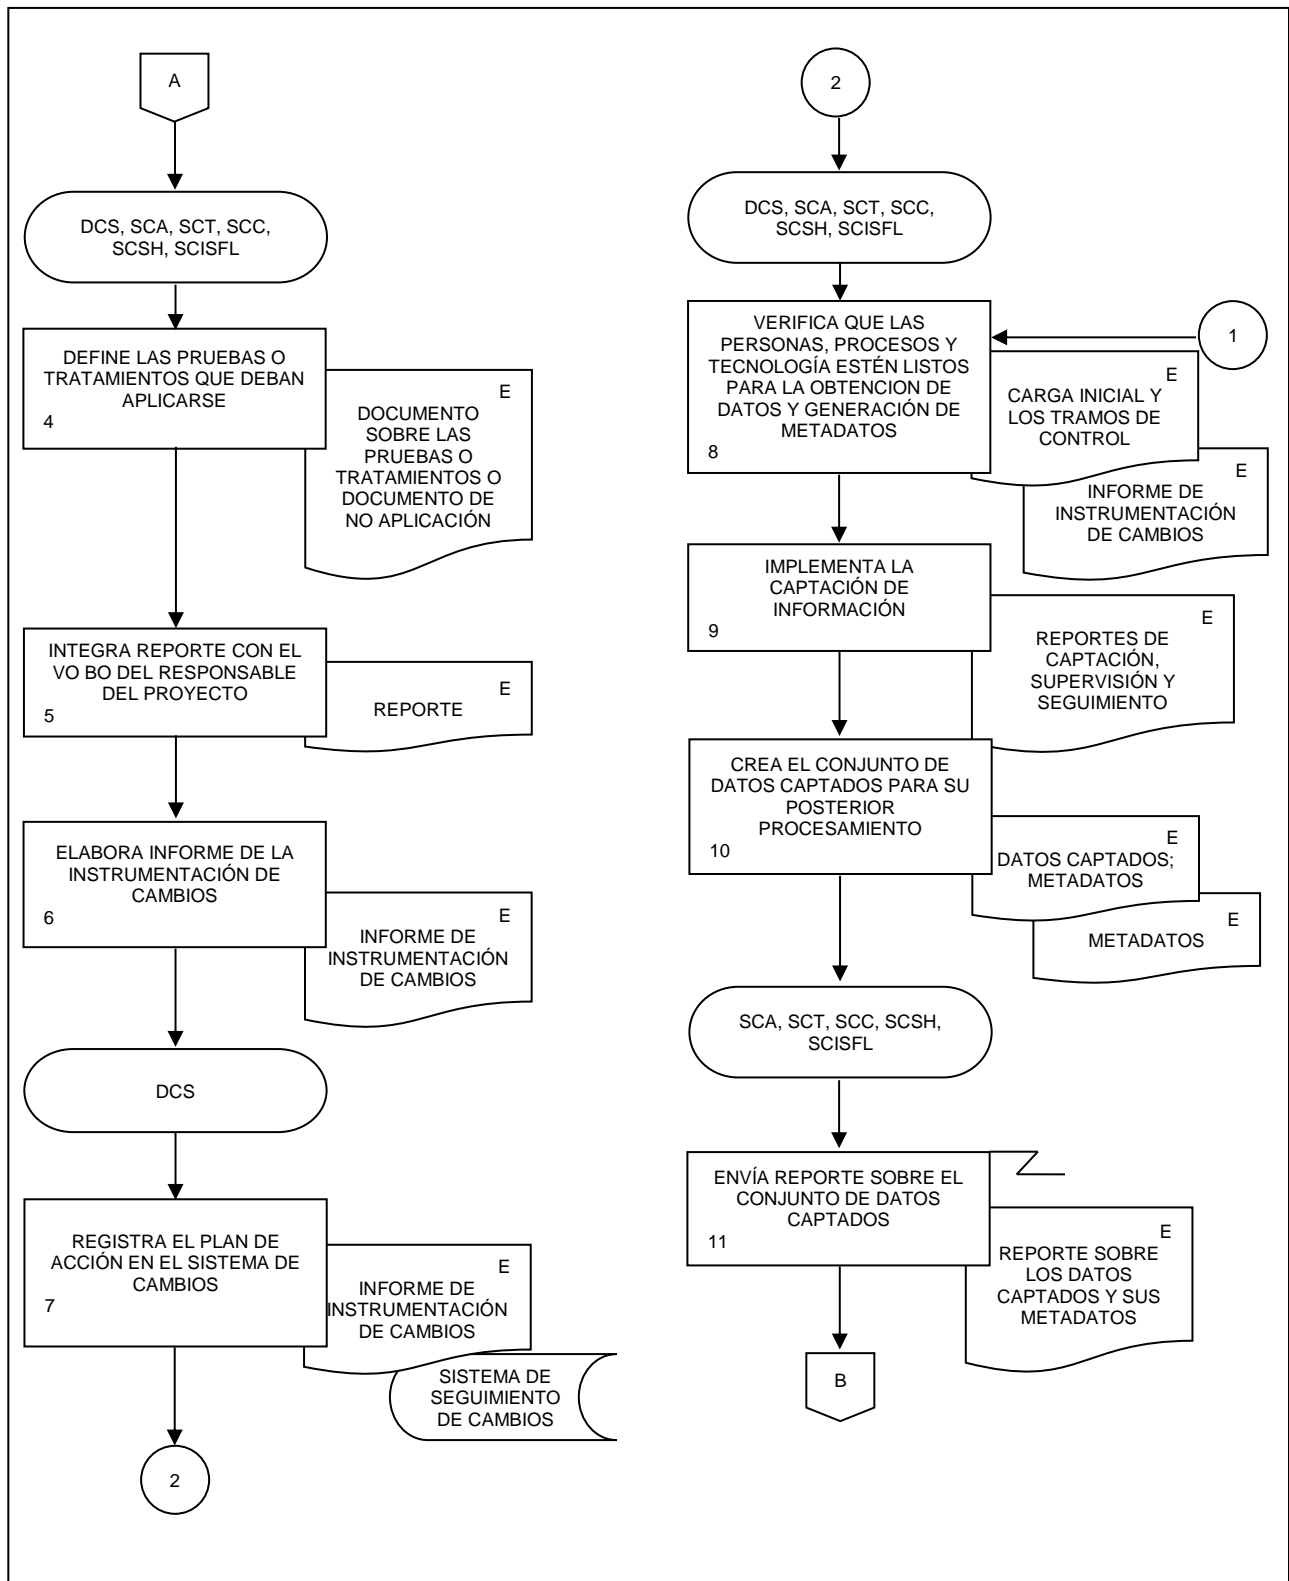 A
DCS, SCA, SCT, SCC,
SCSH, SCISFL
DEFINE LAS PRUEBAS O
TRATAMIENTOS QUE DEBAN
APLICARSE
4
E
DOCUMENTO
SOBRE LAS
PRUEBAS O
TRATAMIENTOS O
DOCUMENTO DE
NO APLICACIÓN
INTEGRA REPORTE CON EL
VO BO DEL RESPONSABLE
DEL PROYECTO
5
E
REPORTE
ELABORA INFORME DE LA
INSTRUMENTACIÓN DE
CAMBIOS
6
E
INFORME DE
INSTRUMENTACIÓN
DE CAMBIOS
DCS
REGISTRA EL PLAN DE
ACCIÓN EN EL SISTEMA DE
CAMBIOS
7
E
INFORME DE
INSTRUMENTACIÓN
DE CAMBIOS
SISTEMA DE
SEGUIMIENTO
DE CAMBIOS
2
2
DCS, SCA, SCT, SCC,
SCSH, SCISFL
1
VERIFICA QUE LAS
PERSONAS, PROCESOS Y
TECNOLOGÍA ESTÉN LISTOS
PARA LA OBTENCION DE
DATOS Y GENERACIÓN DE
METADATOS
8
E
CARGA INICIAL Y
LOS TRAMOS DE
CONTROL
E
INFORME DE
INSTRUMENTACIÓN
DE CAMBIOS
IMPLEMENTA LA
CAPTACIÓN DE
INFORMACIÓN
9
E
REPORTES DE
CAPTACIÓN,
SUPERVISIÓN Y
SEGUIMIENTO
CREA EL CONJUNTO DE
DATOS CAPTADOS PARA SU
POSTERIOR
PROCESAMIENTO
10
E
DATOS CAPTADOS;
METADATOS
E
METADATOS
SCA, SCT, SCC, SCSH,
SCISFL
ENVÍA REPORTE SOBRE EL
CONJUNTO DE DATOS
CAPTADOS
11
E
REPORTE SOBRE
LOS DATOS
CAPTADOS Y SUS
METADATOS
B